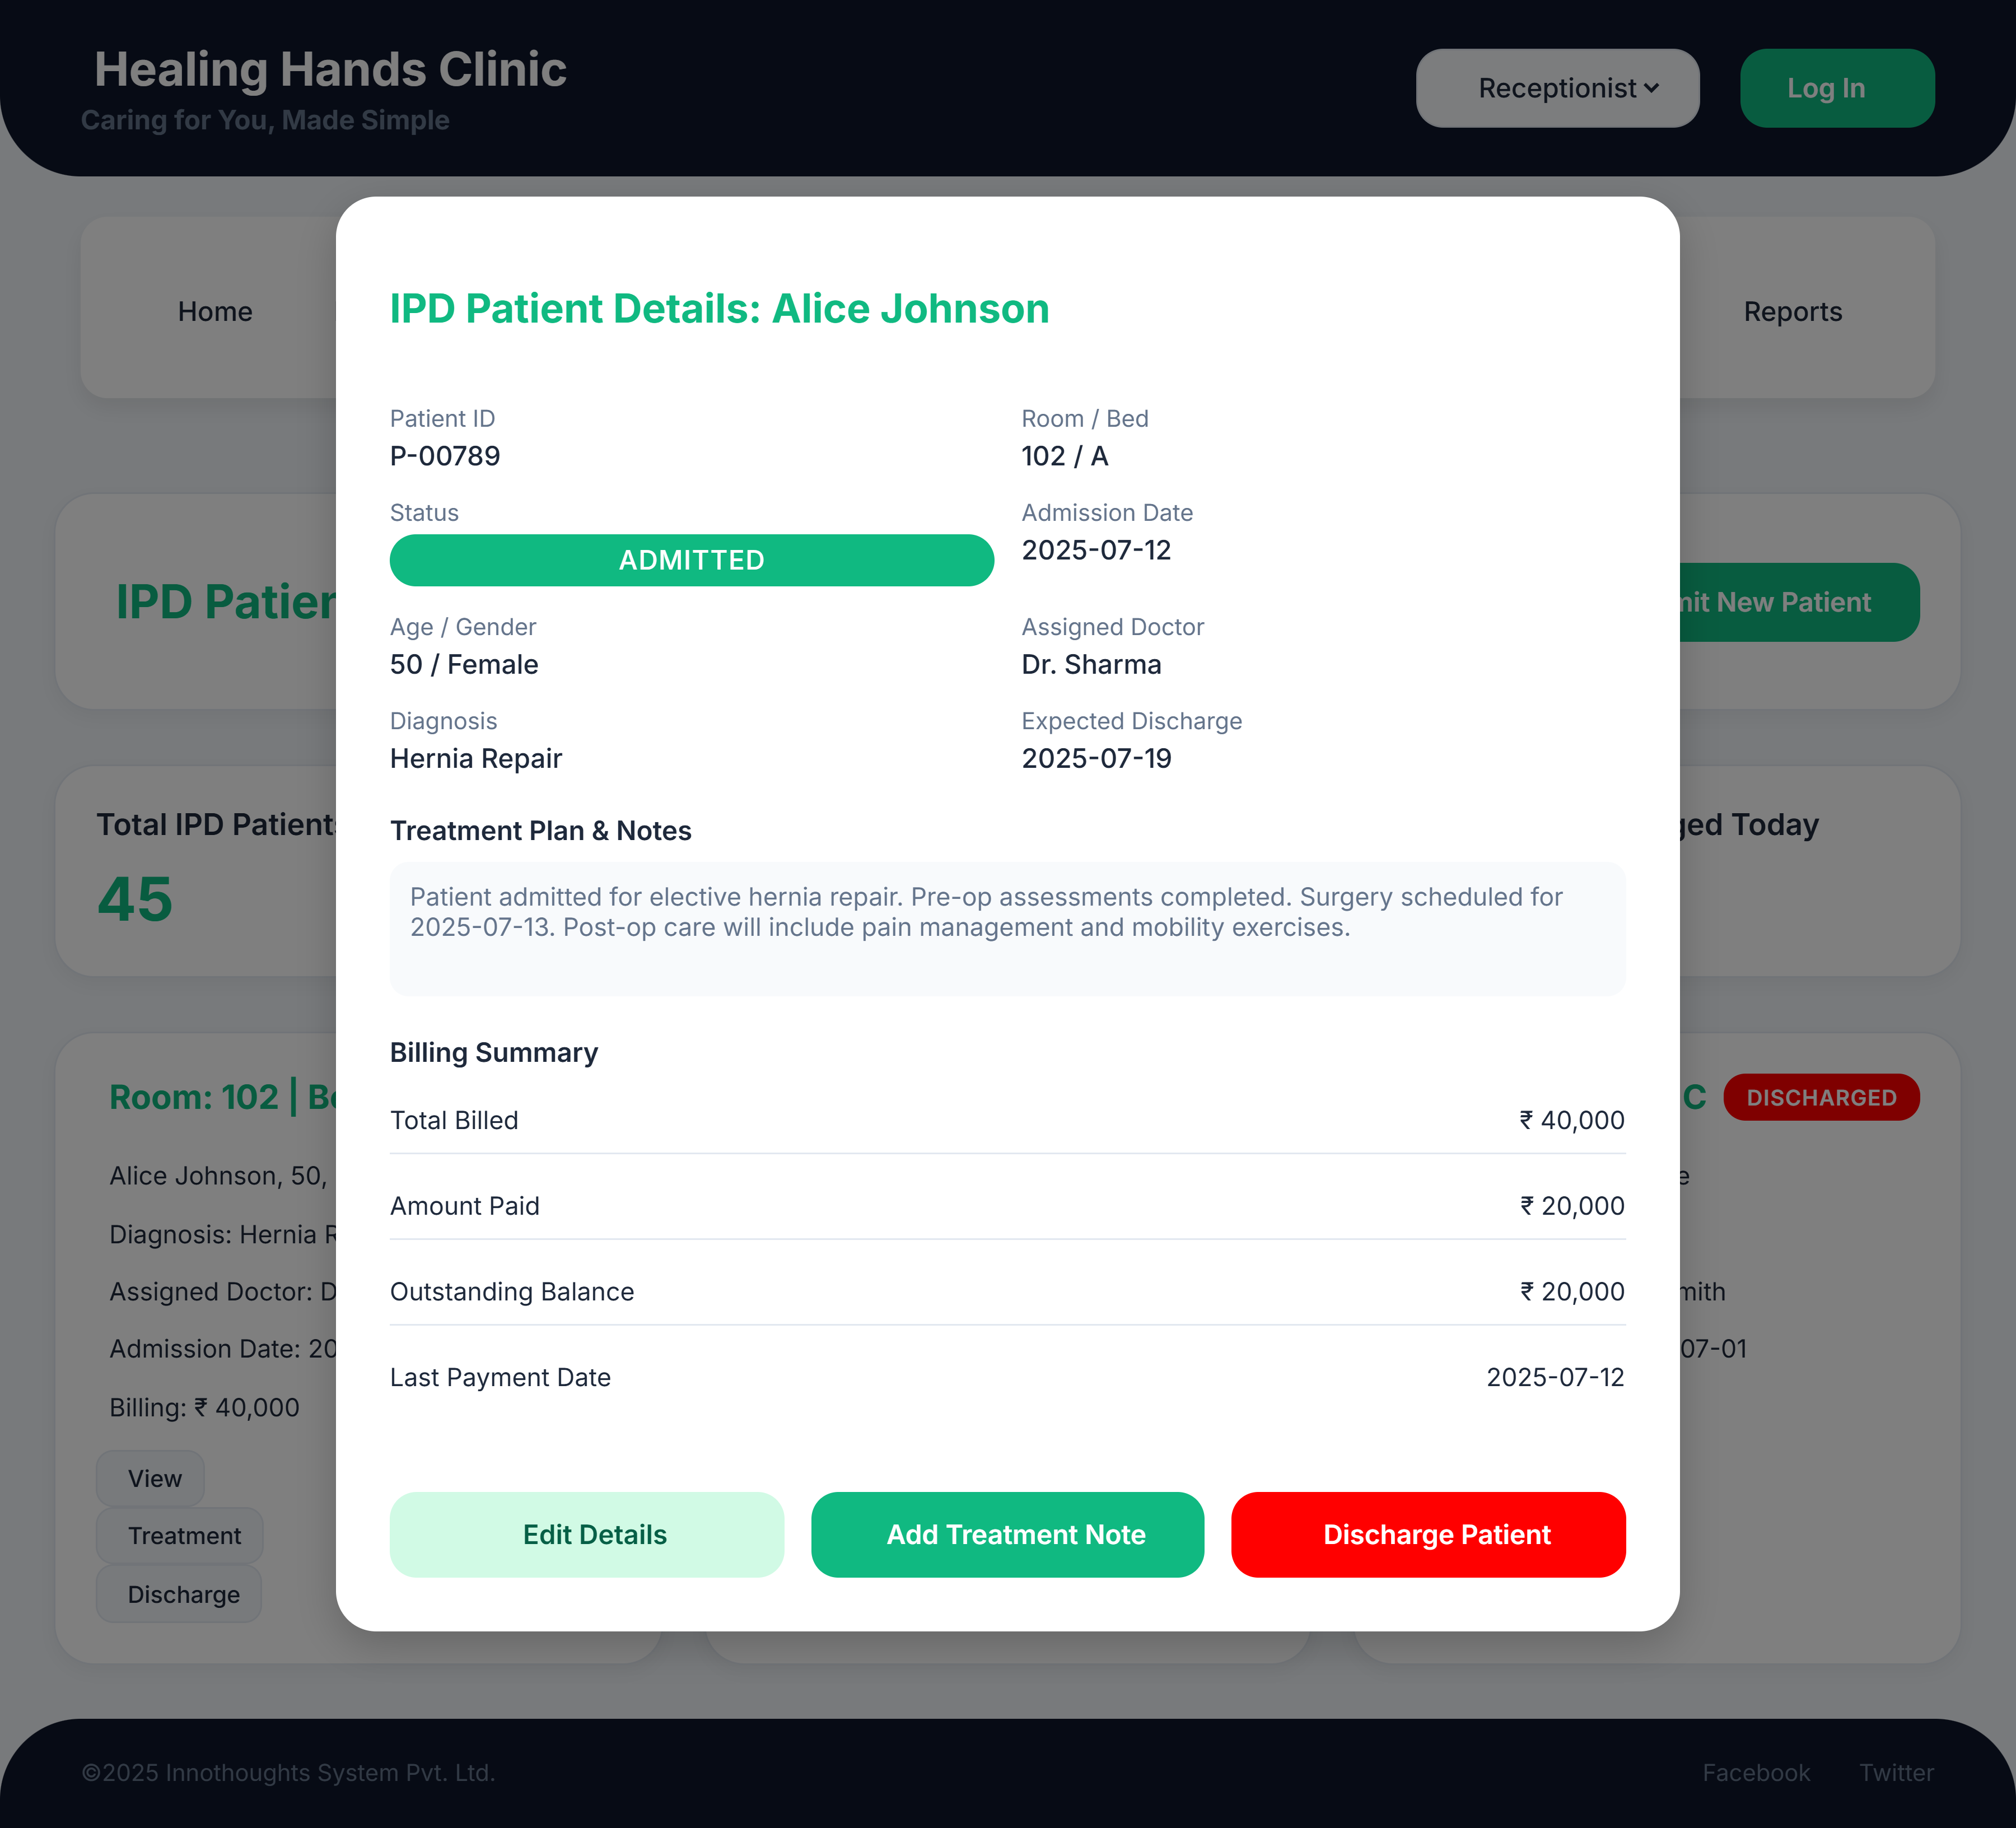 Healing Hands Clinic
Caring for You, Made Simple
Receptionist
Log In
Home
Reports
IPD Patient Details: Alice Johnson
Patient ID
P-00789
Room / Bed
102 / A
Status
ADMITTED
Admission Date
2025-07-12
Age / Gender
50 / Female
Assigned Doctor
Dr. Sharma
Diagnosis
Hernia Repair
Expected Discharge
2025-07-19
Treatment Plan & Notes
Patient admitted for elective hernia repair. Pre-op assessments completed. Surgery scheduled for
2025-07-13. Post-op care will include pain management and mobility exercises.
Billing Summary
Total Billed
₹ 40,000
Amount Paid
₹ 20,000
Outstanding Balance
₹ 20,000
Last Payment Date
2025-07-12
Edit Details
Add Treatment Note
Discharge Patient
IPD
New Patient
Total IPD Patients
45
Today
Room: 102 |
C
DISCHARGED
Alice Johnson, 50,
Diagnosis: Hernia
Assigned Doctor:
Admission Date:
07-01
Billing: ₹ 40,000
View
Treatment
Discharge
©2025 Innothoughts System Pvt. Ltd.
Facebook
Twitter